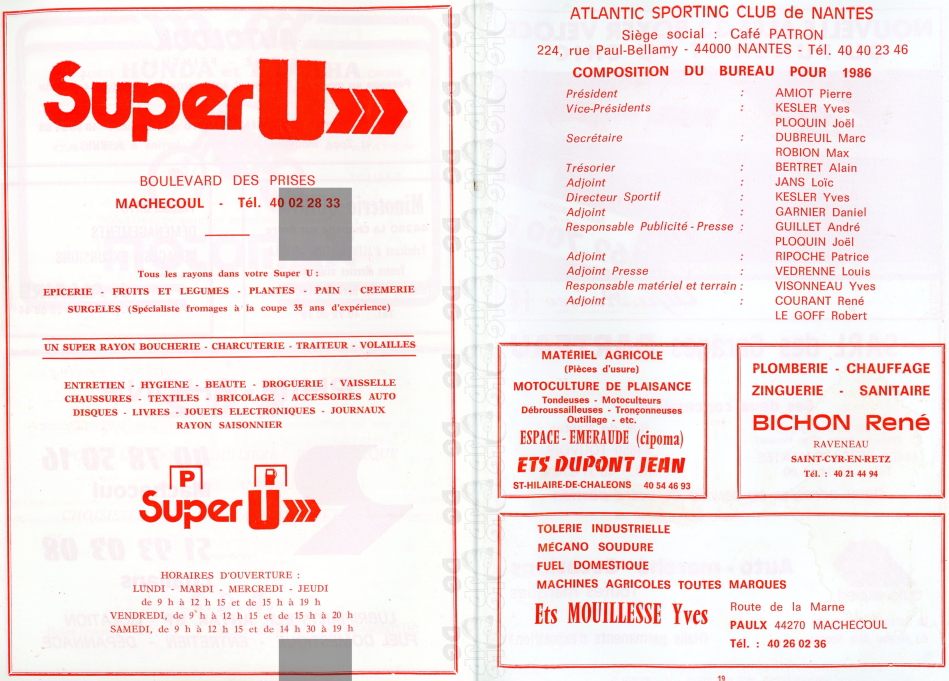 Super U
BOULEVARD DES PRISES
MACHECOUL - Tél. 40 02 28 33
Tous les rayons dans votre Super U :
EPICERIE - FRUITS ET LEGUMES - PLANTES - PAIN - CREMERIE
SURGELES (Spécialiste fromages à la coupe 35 ans d'expérience)
UN SUPER RAYON BOUCHERIE - CHARCUTERIE - TRAITEUR - VOLAILLES
ENTRETIEN - HYGIENE - BEAUTE - DROGUERIE - VAISSELLE
CHAUSSURES - TEXTILES - BRICOLAGE - ACCESSOIRES AUTO
DISQUES - LIVRES - JOUETS ELECTRONIQUES - JOURNAUX
RAYON SAISONNIER
P
Super U
HORAIRES D'OUVERTURE :
LUNDI - MARDI - MERCREDI - JEUDI
de 9 h à 12 h 15 et de 15 h à 19 h
VENDREDI, de 9 h à 12 h 15 et de 15 h à 20 h
SAMEDI, de 9 h à 12 h 15 et de 14 h 30 à 19 h
ATLANTIC SPORTING CLUB de NANTES
Siège social : Café PATRON
224, rue Paul-Bellamy - 44000 NANTES - Tél. 40 40 23 46
COMPOSITION DU BUREAU POUR 1986
Président : AMIOT Pierre
Vice-Présidents : KESLER Yves
PLOQUIN Joël
Secrétaire : DUBREUIL Marc
ROBION Max
Trésorier : BERTRET Alain
Adjoint : JANS Loïc
Directeur Sportif : KESLER Yves
Adjoint : GARNIER Daniel
Responsable Publicité - Presse : GUILLET André
PLOQUIN Joël
Adjoint : RIPOCHE Patrice
Adjoint Presse : VEDRENNE Louis
Responsable matériel et terrain : VISONNEAU Yves
Adjoint : COURANT René
LE GOFF Robert
MATÉRIEL AGRICOLE
(Pièces d'usure)
MOTOCULTURE DE PLAISANCE
Tondeuses - Motoculteurs
Débroussailleuses - Tronçonneuses
Outillage - etc.
ESPACE - EMERAUDE (cipoma)
ETS DUPONT JEAN
ST-HILAIRE-DE-CHALEONS 40 54 46 93
PLOMBERIE - CHAUFFAGE
ZINGUERIE - SANITAIRE
BICHON René
RAVENEAU
SAINT-CYR-EN-RETZ
Tél. : 40 21 44 94
TOLERIE INDUSTRIELLE
MÉCANO SOUDURE
FUEL DOMESTIQUE
MACHINES AGRICOLES TOUTES MARQUES
Ets MOUILLESSE Yves
Route de la Marne
PAULX 44270 MACHECOUL
Tél. : 40 26 02 36
19